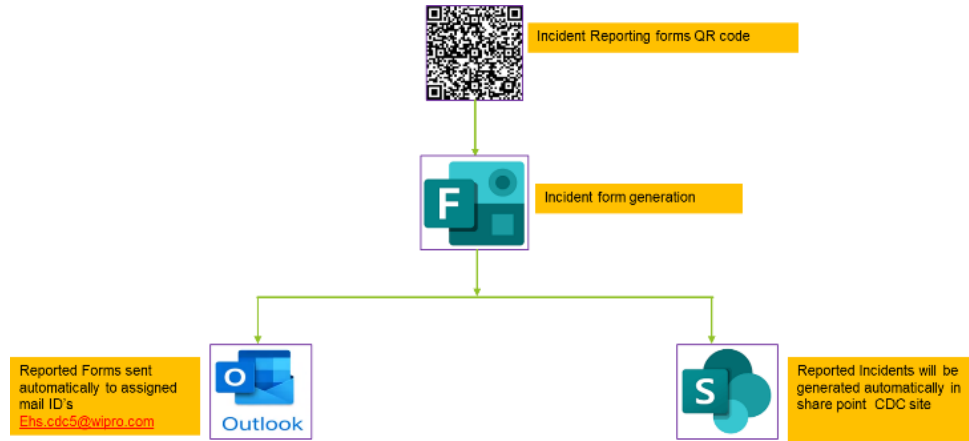 Incident Reporting forms QR code
F
Incident form generation
Reported Forms sent
automatically to assigned
mail ID's
Ehs.cdc5@wipro.com
O
Outlook
S
Reported Incidents will be
generated automatically in
share point CDC site